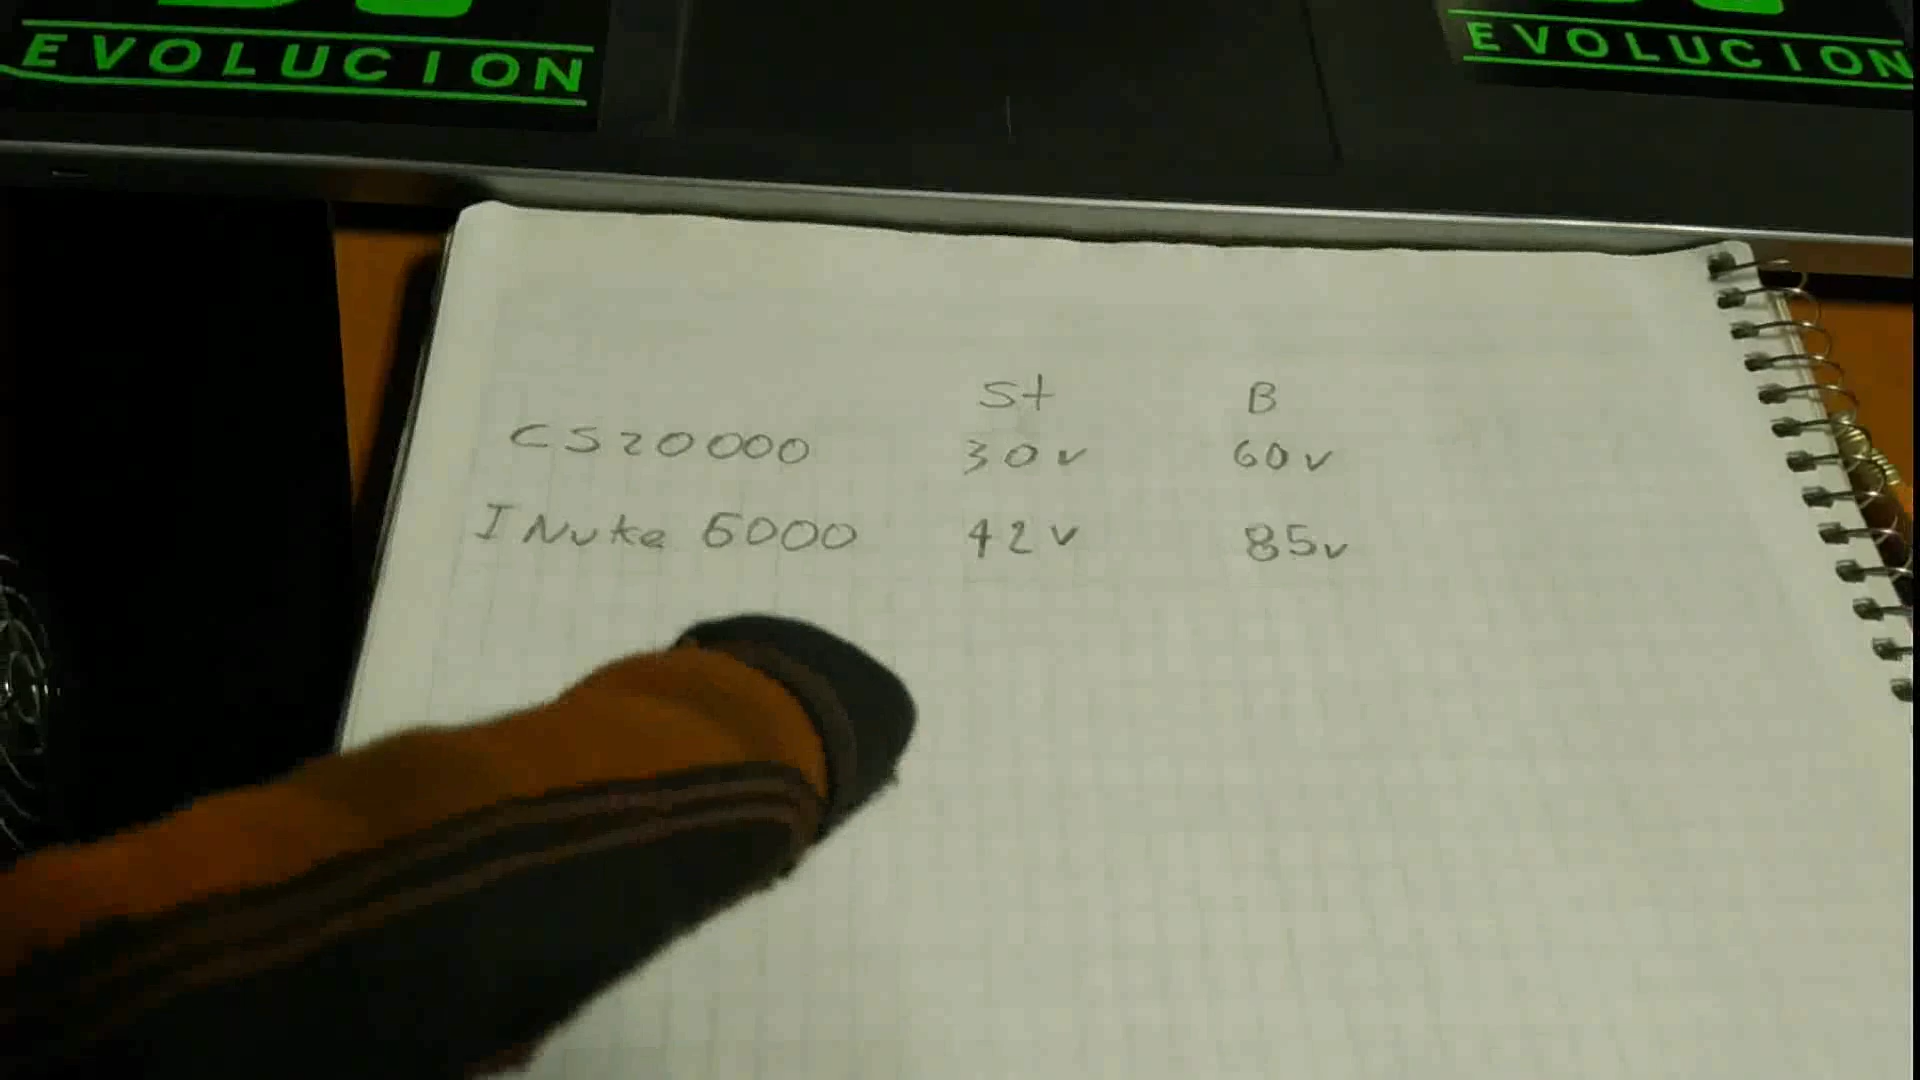 EVOLUCION
EVOLUCION
St B
CS20000 30v 60v
INuke 6000 42v 85v